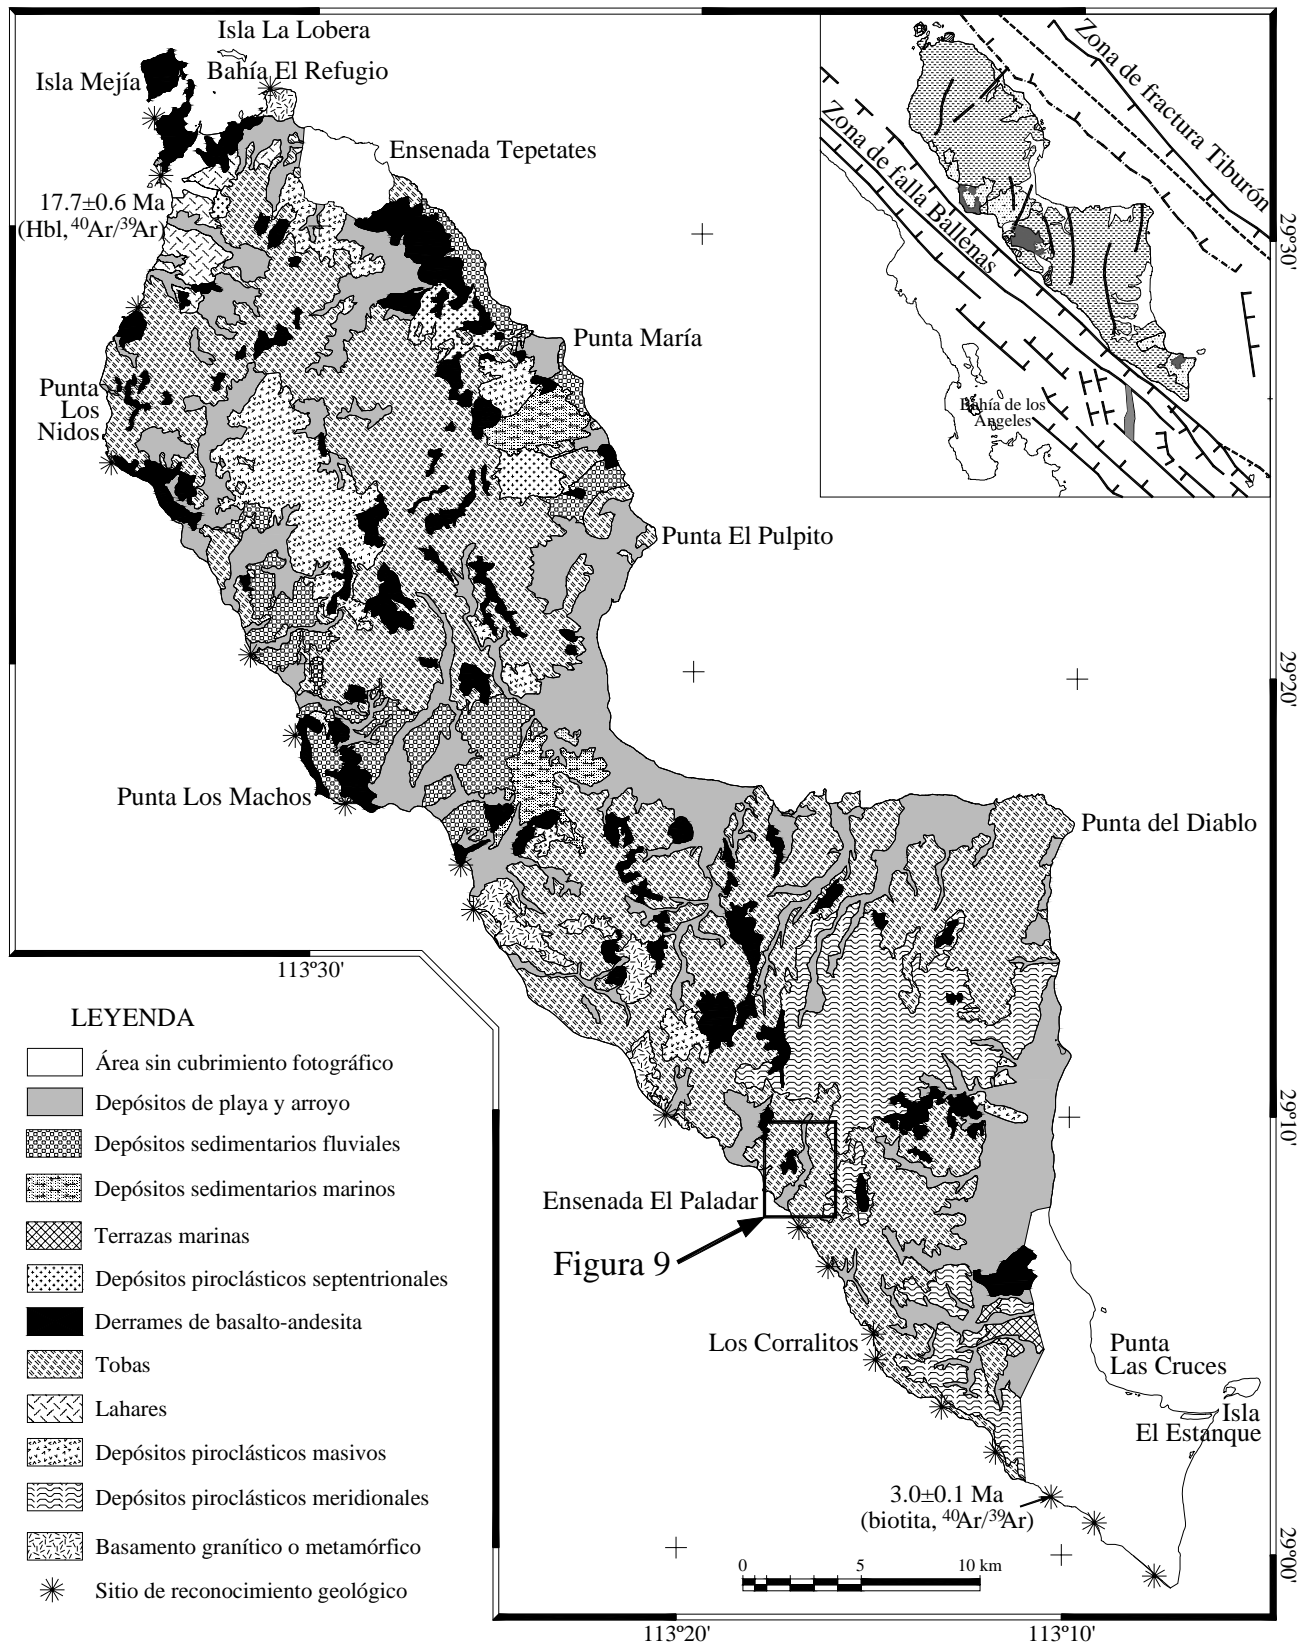 Isla La Lobera
Isla Mejía
Bahía El Refugio
Ensenada Tepetates
17.7±0.6 Ma
(Hbl, 40Ar/39Ar)
Punta María
Punta
Los
Nidos
Punta El Pulpito
Punta Los Machos
Punta del Diablo
Ensenada El Paladar
Figura 9
Los Corralitos
Punta
Las Cruces
Isla
El Estanque
3.0±0.1 Ma
(biotita, 40Ar/39Ar)
0 5 10 km
Zona de fractura Tiburón
Zona de falla Ballenas
Bahía de los
Angeles
29°30'
29°20'
29°10'
29°00'
113°30'
113°20'
113°10'
LEYENDA
Área sin cubrimiento fotográfico
Depósitos de playa y arroyo
Depósitos sedimentarios fluviales
Depósitos sedimentarios marinos
Terrazas marinas
Depósitos piroclásticos septentrionales
Derrames de basalto-andesita
Tobas
Lahares
Depósitos piroclásticos masivos
Depósitos piroclásticos meridionales
Basamento granítico o metamórfico
Sitio de reconocimiento geológico